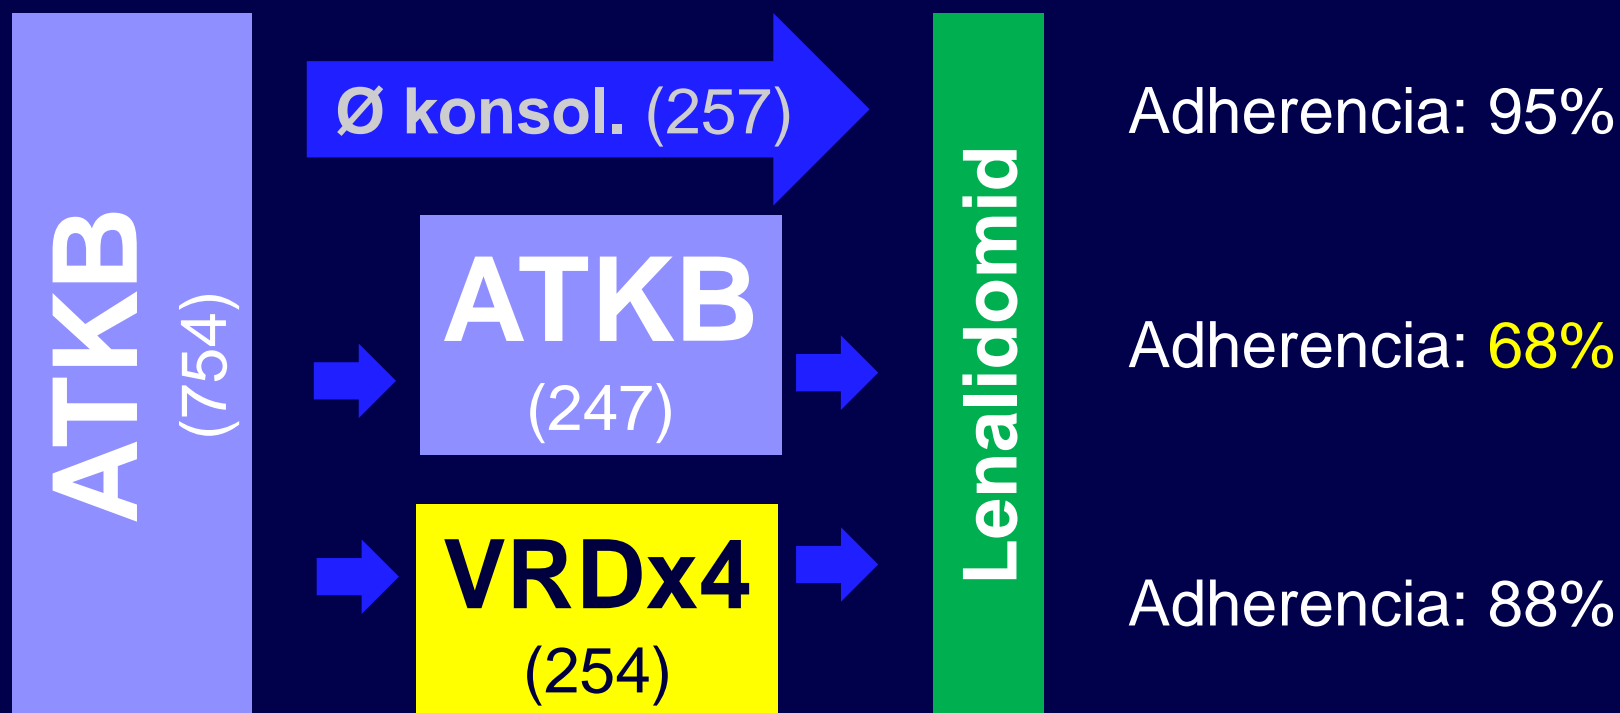 ATKB
(754)
Ø konsol. (257)
Adherencia: 95%
ATKB
(247)
Lenalidomid
Adherencia: 68%
VRDx4
(254)
Adherencia: 88%